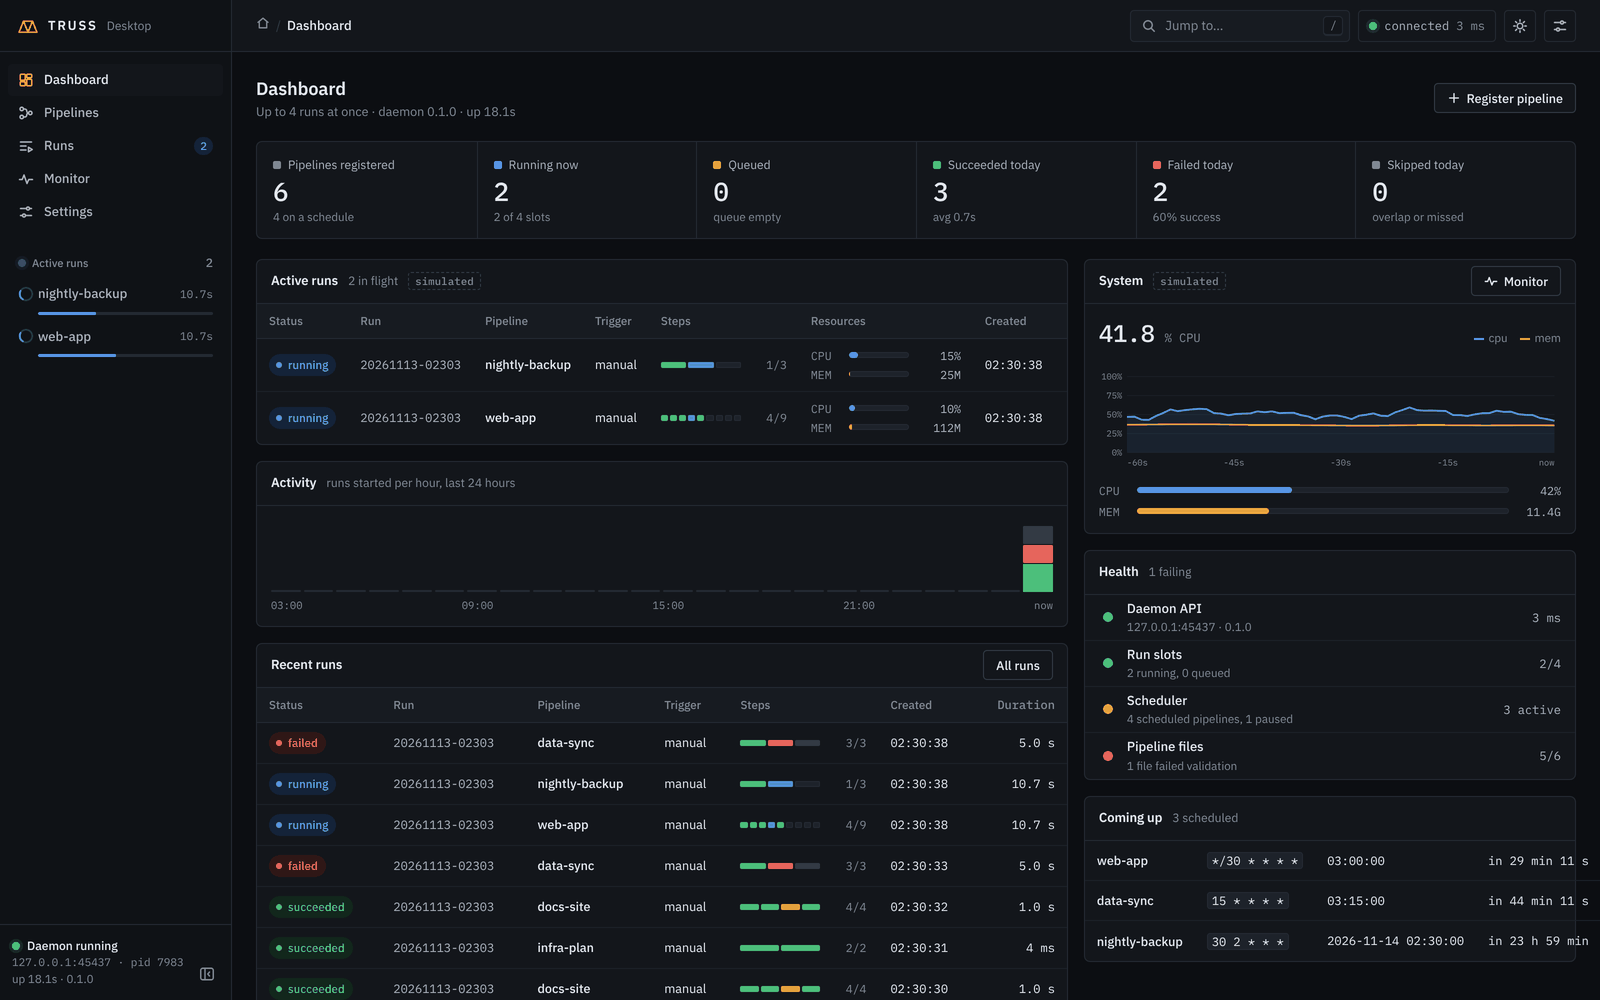 TRUSS Desktop
Dashboard
Pipelines
Runs 2
Monitor
Settings
Active runs 2
nightly-backup 10.7s
web-app 10.7s
Daemon running
127.0.0.1:45437 · pid 7983
up 18.1s · 0.1.0
/ Dashboard
Jump to... /
connected 3 ms
Dashboard
Up to 4 runs at once · daemon 0.1.0 · up 18.1s
+ Register pipeline
Pipelines registered
6
4 on a schedule
Running now
2
2 of 4 slots
Queued
0
queue empty
Succeeded today
3
avg 0.7s
Failed today
2
60% success
Skipped today
0
overlap or missed
Active runs 2 in flight simulated
Status Run Pipeline Trigger Steps Resources Created
running 20261113-02303 nightly-backup manual 1/3 CPU 15% MEM 25M 02:30:38
running 20261113-02303 web-app manual 4/9 CPU 10% MEM 112M 02:30:38
Activity runs started per hour, last 24 hours
03:00 09:00 15:00 21:00 now
Recent runs All runs
Status Run Pipeline Trigger Steps Created Duration
failed 20261113-02303 data-sync manual 3/3 02:30:38 5.0 s
running 20261113-02303 nightly-backup manual 1/3 02:30:38 10.7 s
running 20261113-02303 web-app manual 4/9 02:30:38 10.7 s
failed 20261113-02303 data-sync manual 3/3 02:30:33 5.0 s
succeeded 20261113-02303 docs-site manual 4/4 02:30:32 1.0 s
succeeded 20261113-02303 infra-plan manual 2/2 02:30:31 4 ms
succeeded 20261113-02303 docs-site manual 4/4 02:30:30 1.0 s
System simulated Monitor
41.8 % CPU
cpu mem
100%
75%
50%
25%
0%
-60s -45s -30s -15s now
CPU 42%
MEM 11.4G
Health 1 failing
Daemon API
127.0.0.1:45437 · 0.1.0
3 ms
Run slots
2 running, 0 queued
2/4
Scheduler
4 scheduled pipelines, 1 paused
3 active
Pipeline files
1 file failed validation
5/6
Coming up 3 scheduled
web-app */30 * * * * 03:00:00 in 29 min 11 s
data-sync 15 * * * * 03:15:00 in 44 min 11 s
nightly-backup 30 2 * * * 2026-11-14 02:30:00 in 23 h 59 min